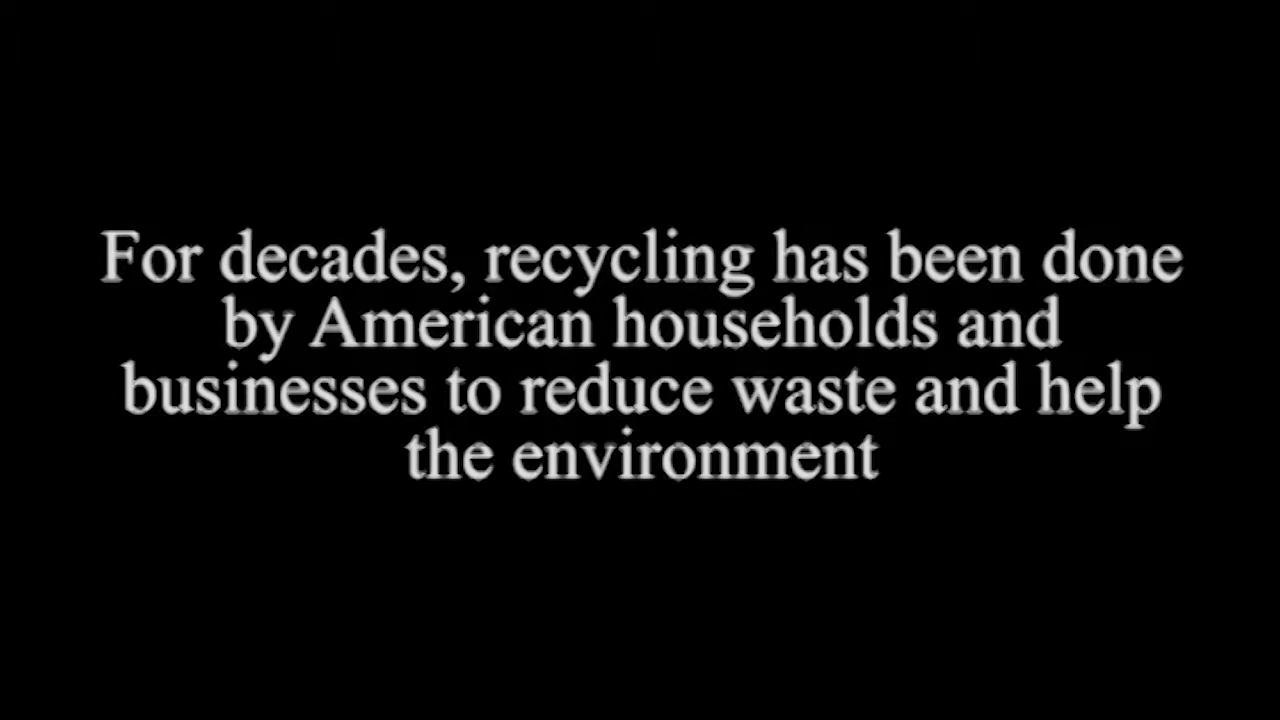 For decades, recycling has been done
by American households and
businesses to reduce waste and help
the environment